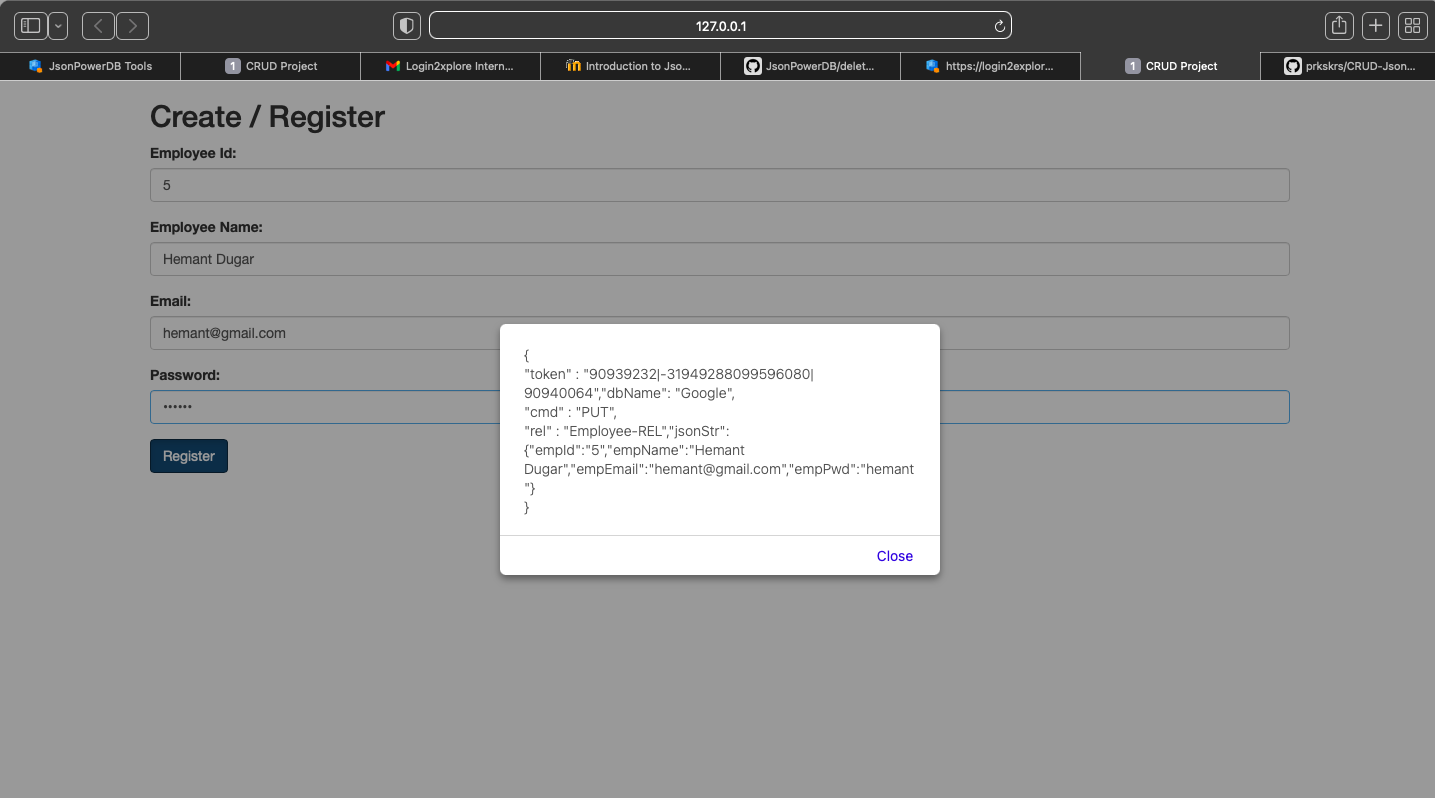 127.0.0.1
JsonPowerDB Tools
1 CRUD Project
Login2xplore Intern...
Introduction to Jso...
JsonPowerDB/delet...
https://login2explor...
1 CRUD Project
prkskrs/CRUD-Json...
Create / Register
Employee Id:
5
Employee Name:
Hemant Dugar
Email:
hemant@gmail.com
Password:
••••••
Register
{
"token" : "90939232|-31949288099596080|
90940064","dbName": "Google",
"cmd" : "PUT",
"rel" : "Employee-REL","jsonStr":
{"empId":"5","empName":"Hemant
Dugar","empEmail":"hemant@gmail.com","empPwd":"hemant
"}
}
Close